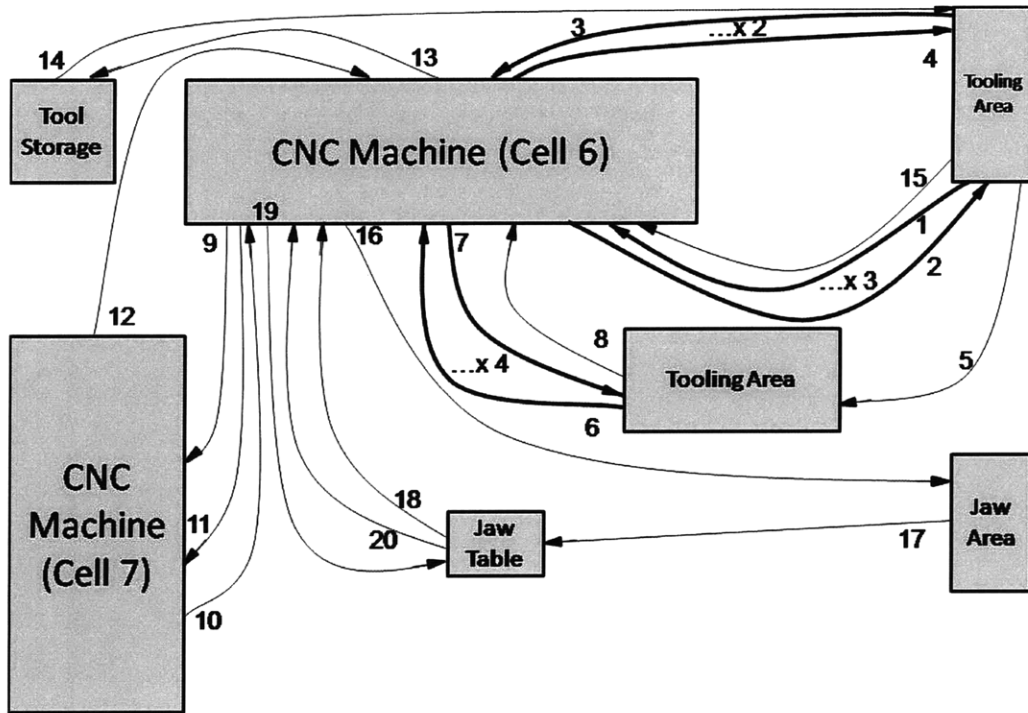 14
13
3
...x 2
4
Tool
Storage
CNC Machine (Cell 6)
Tooling
Area
15
1
2
...x 3
9
19
16
7
12
8
...x 4
Tooling Area
5
6
CNC
Machine
(Cell 7)
11
10
18
20
Jaw
Table
17
Jaw
Area